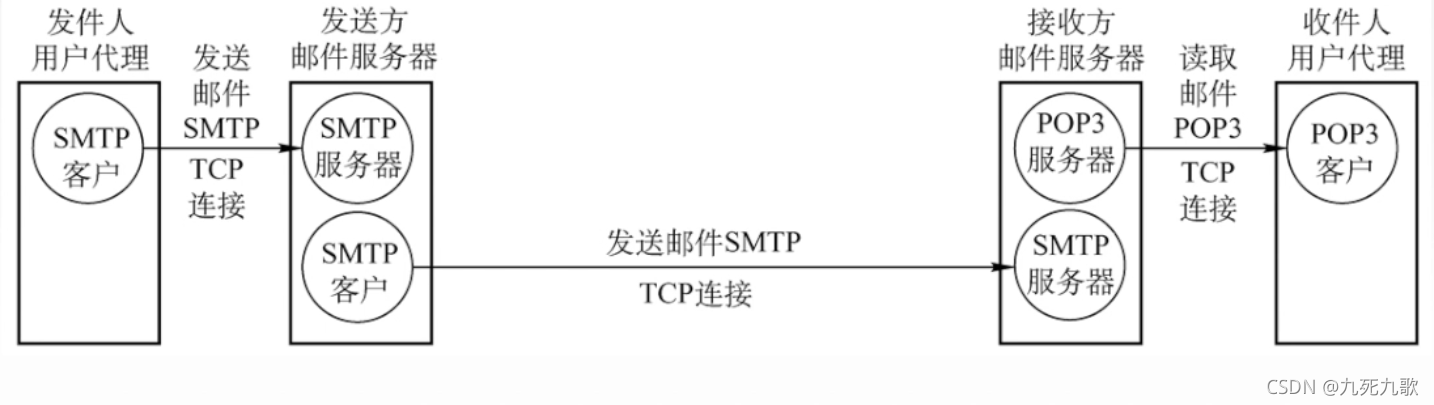 发件人
用户代理
发送
邮件
SMTP
TCP
连接
发送方
邮件服务器
接收方
邮件服务器
读取
邮件
POP3
TCP
连接
收件人
用户代理
SMTP
客户
SMTP
服务器
POP3
服务器
POP3
客户
SMTP
客户
发送邮件SMTP
TCP连接
SMTP
服务器
CSDN @九死九歌